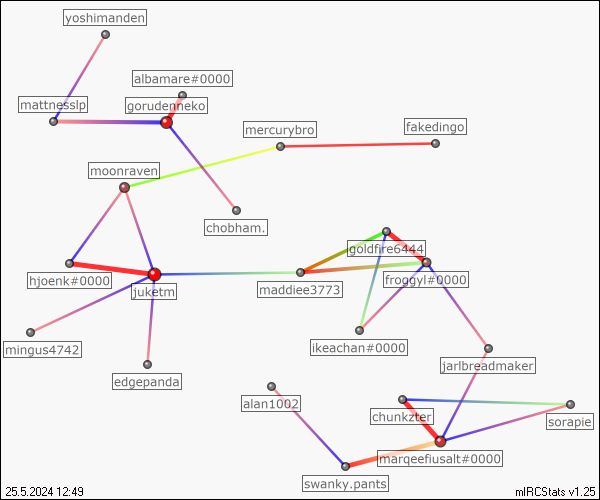 yoshimanden
albamare#0000
mattnesslp
gorudenneko
mercurybro
fakedingo
moonraven
chobham.
goldfire6444
hjoenk#0000
froggyl#0000
juketm
maddiee3773
mingus4742
ikeachan#0000
jarlbreadmaker
edgepanda
alan1002
chunkzter
sorapie
marqeefiusalt#0000
swanky.pants
25.5.2024 12:49
mIRCStats v1.25